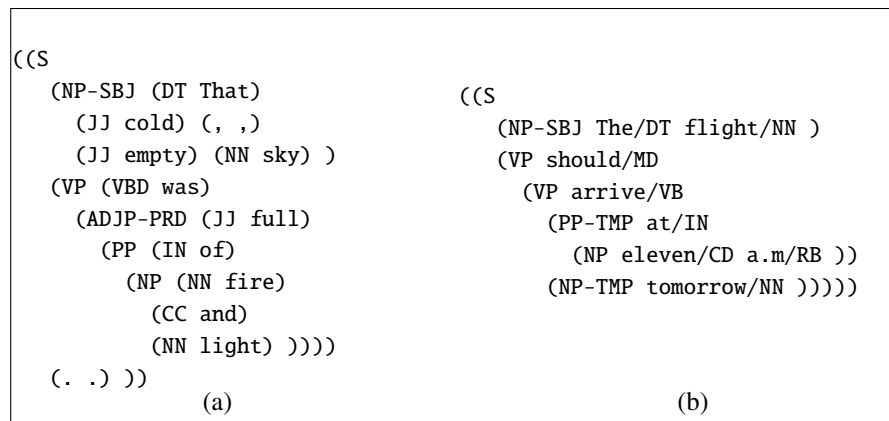 ((S
(NP-SBJ (DT That)
(JJ cold) (, ,)
(JJ empty) (NN sky) )
(VP (VBD was)
(ADJP-PRD (JJ full)
(PP (IN of)
(NP (NN fire)
(CC and)
(NN light) ))))
(. .) ))
(a)
((S
(NP-SBJ The/DT flight/NN )
(VP should/MD
(VP arrive/VB
(PP-TMP at/IN
(NP eleven/CD a.m/RB ))
(NP-TMP tomorrow/NN )))))
(b)